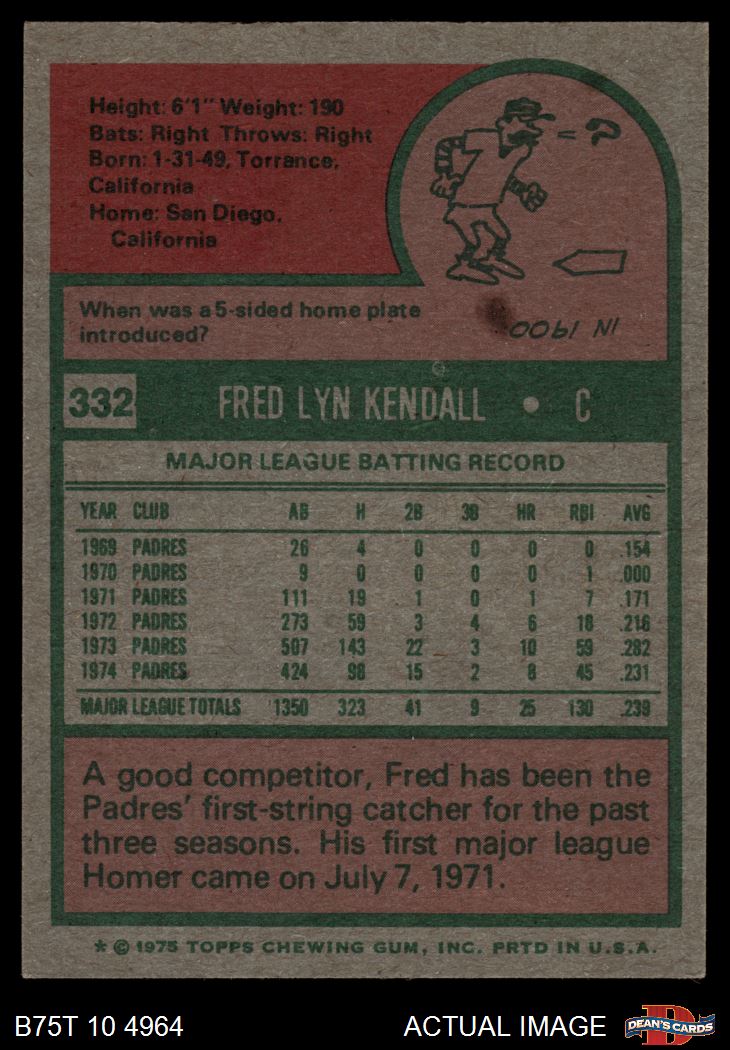 Height: 6'1" Weight: 190
Bats: Right Throws: Right
Born: 1-31-49, Torrance,
California
Home: San Diego,
California
?
When was a 5-sided home plate
introduced?
IN 1900
332 FRED LYN KENDALL • C
MAJOR LEAGUE BATTING RECORD
YEAR CLUB AB H 2B 3B HR RBI AVG
1969 PADRES 26 4 0 0 0 0 .154
1970 PADRES 9 0 0 0 0 1 .000
1971 PADRES 111 19 1 0 1 7 .171
1972 PADRES 273 59 3 4 6 18 .216
1973 PADRES 507 143 22 3 10 59 .282
1974 PADRES 424 98 15 2 8 45 .231
MAJOR LEAGUE TOTALS 1350 323 41 9 25 130 .239
A good competitor, Fred has been the
Padres' first-string catcher for the past
three seasons. His first major league
Homer came on July 7, 1971.
* © 1975 TOPPS CHEWING GUM, INC. PRTD IN U.S.A.
B75T 10 4964 ACTUAL IMAGE
D
DEAN'S CARDS